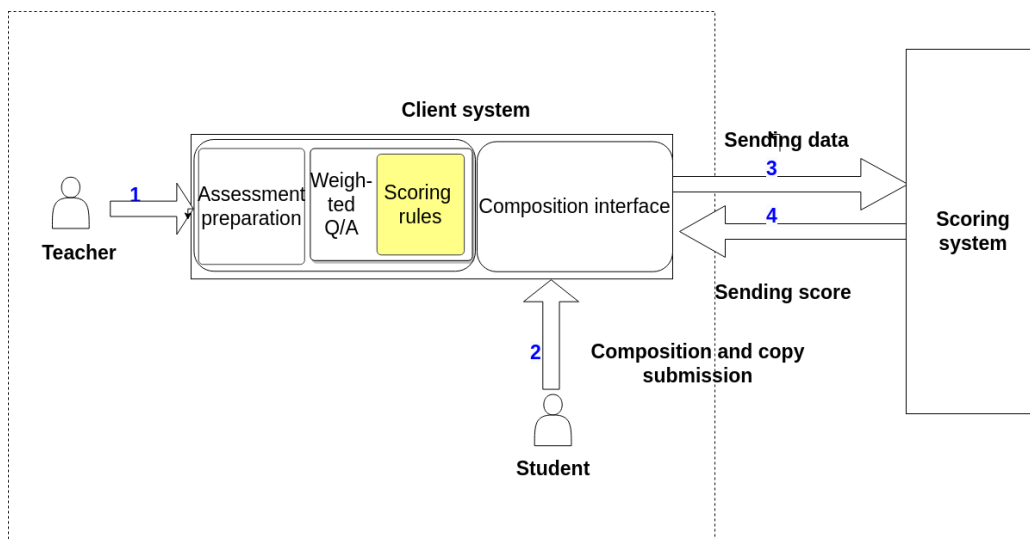 Client system
Sending data
3
1
Assessment
preparation
Weigh-
ted
Q/A
Scoring
rules
Composition interface
4
Scoring
system
Teacher
Sending score
2
Composition and copy
submission
Student